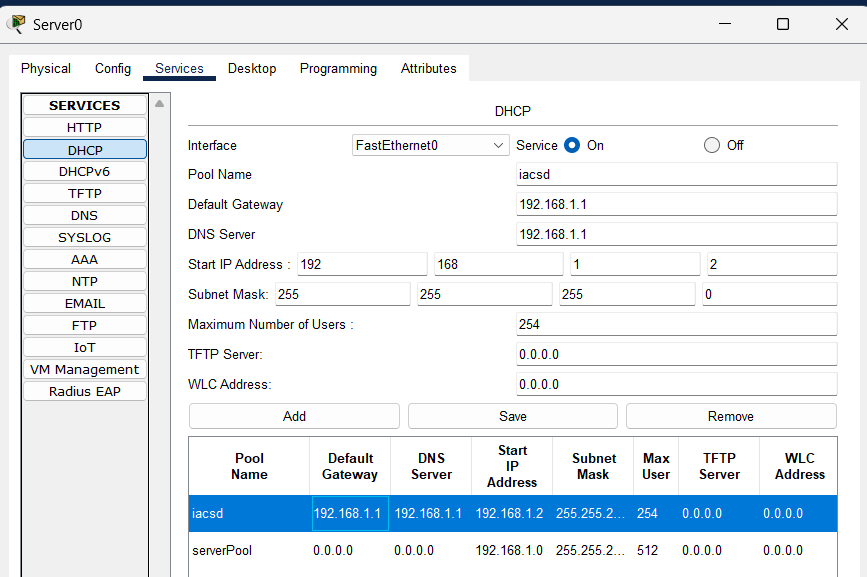 Server0
Physical Config Services Desktop Programming Attributes
SERVICES
HTTP
DHCP
DHCPv6
TFTP
DNS
SYSLOG
AAA
NTP
EMAIL
FTP
IoT
VM Management
Radius EAP
DHCP
Interface FastEthernet0 Service On Off
Pool Name iacsd
Default Gateway 192.168.1.1
DNS Server 192.168.1.1
Start IP Address : 192 168 1 2
Subnet Mask: 255 255 255 0
Maximum Number of Users : 254
TFTP Server: 0.0.0.0
WLC Address: 0.0.0.0
Add Save Remove
Pool Name Default Gateway DNS Server Start IP Address Subnet Mask Max User TFTP Server WLC Address
iacsd 192.168.1.1 192.168.1.1 192.168.1.2 255.255.2... 254 0.0.0.0 0.0.0.0
serverPool 0.0.0.0 0.0.0.0 192.168.1.0 255.255.2... 512 0.0.0.0 0.0.0.0